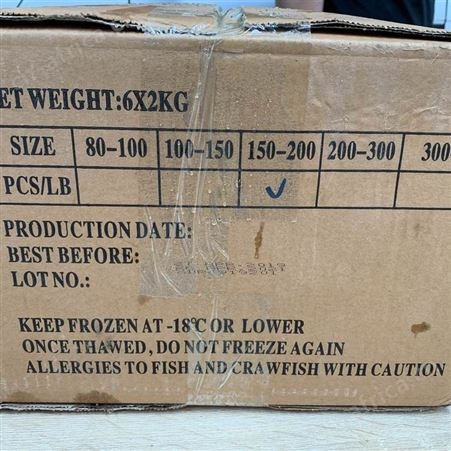 ET WEIGHT:6X2KG
SIZE 80-100 100-150 150-200 200-300 300
PCS/LB ✓
PRODUCTION DATE:
BEST BEFORE:
LOT NO.:
KEEP FROZEN AT -18℃ OR LOWER
ONCE THAWED, DO NOT FREEZE AGAIN
ALLERGIES TO FISH AND CRAWFISH WITH CAUTION